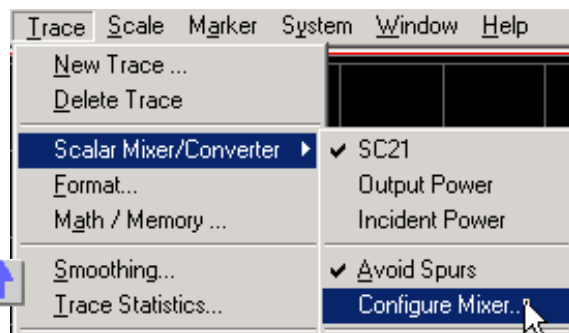 Trace Scale Marker System Window Help
New Trace ...
Delete Trace
Scalar Mixer/Converter
Format...
Math / Memory ...
Smoothing...
Trace Statistics...
SC21
Output Power
Incident Power
Avoid Spurs
Configure Mixer...